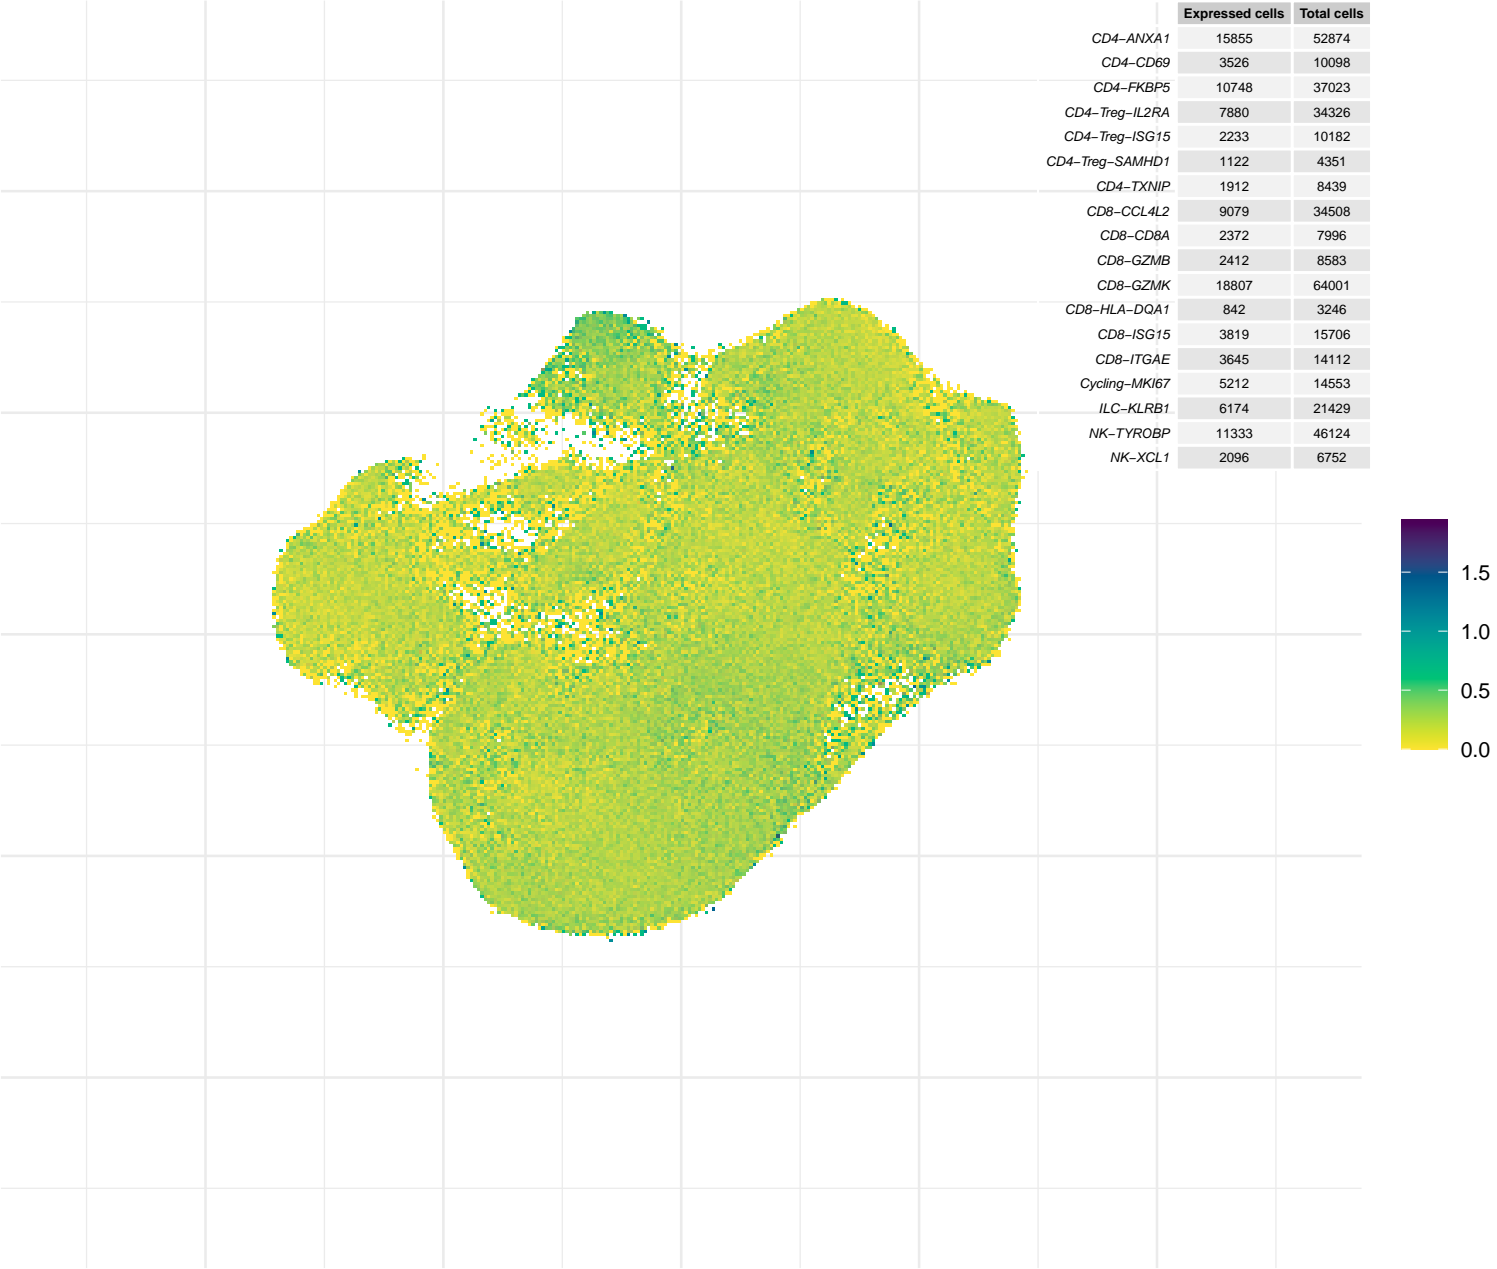 Expressed cells Total cells
CD4−ANXA1 15855 52874
CD4−CD69 3526 10098
CD4−FKBP5 10748 37023
CD4−Treg−IL2RA 7880 34326
CD4−Treg−ISG15 2233 10182
CD4−Treg−SAMHD1 1122 4351
CD4−TXNIP 1912 8439
CD8−CCL4L2 9079 34508
CD8−CD8A 2372 7996
CD8−GZMB 2412 8583
CD8−GZMK 18807 64001
CD8−HLA−DQA1 842 3246
CD8−ISG15 3819 15706
CD8−ITGAE 3645 14112
Cycling−MKI67 5212 14553
ILC−KLRB1 6174 21429
NK−TYROBP 11333 46124
NK−XCL1 2096 6752
1.5
1.0
0.5
0.0